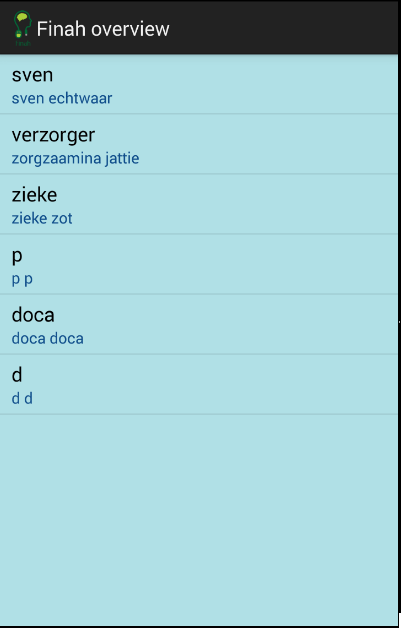 Finah overview
sven
sven echtwaar
verzorger
zorgzaamina jattie
zieke
zieke zot
p
p p
doca
doca doca
d
d d